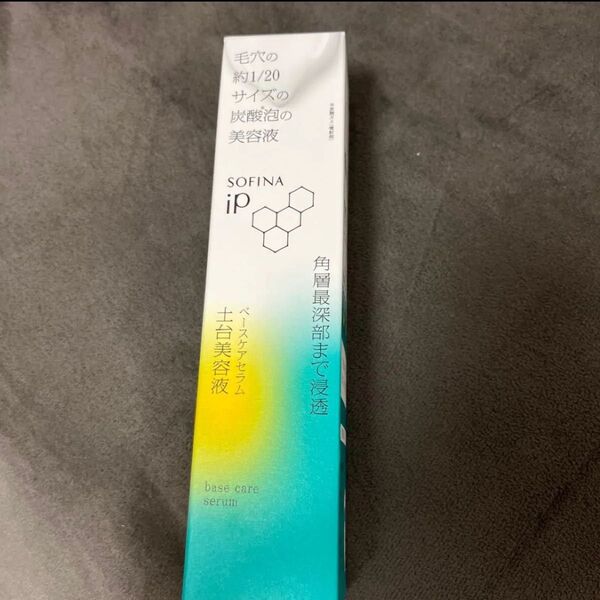 毛穴の
約1/20
サイズの
炭酸泡の
美容液
SOFINA
iP
角層最深部まで浸透
ベースケアセラム
土台美容液
base care
serum